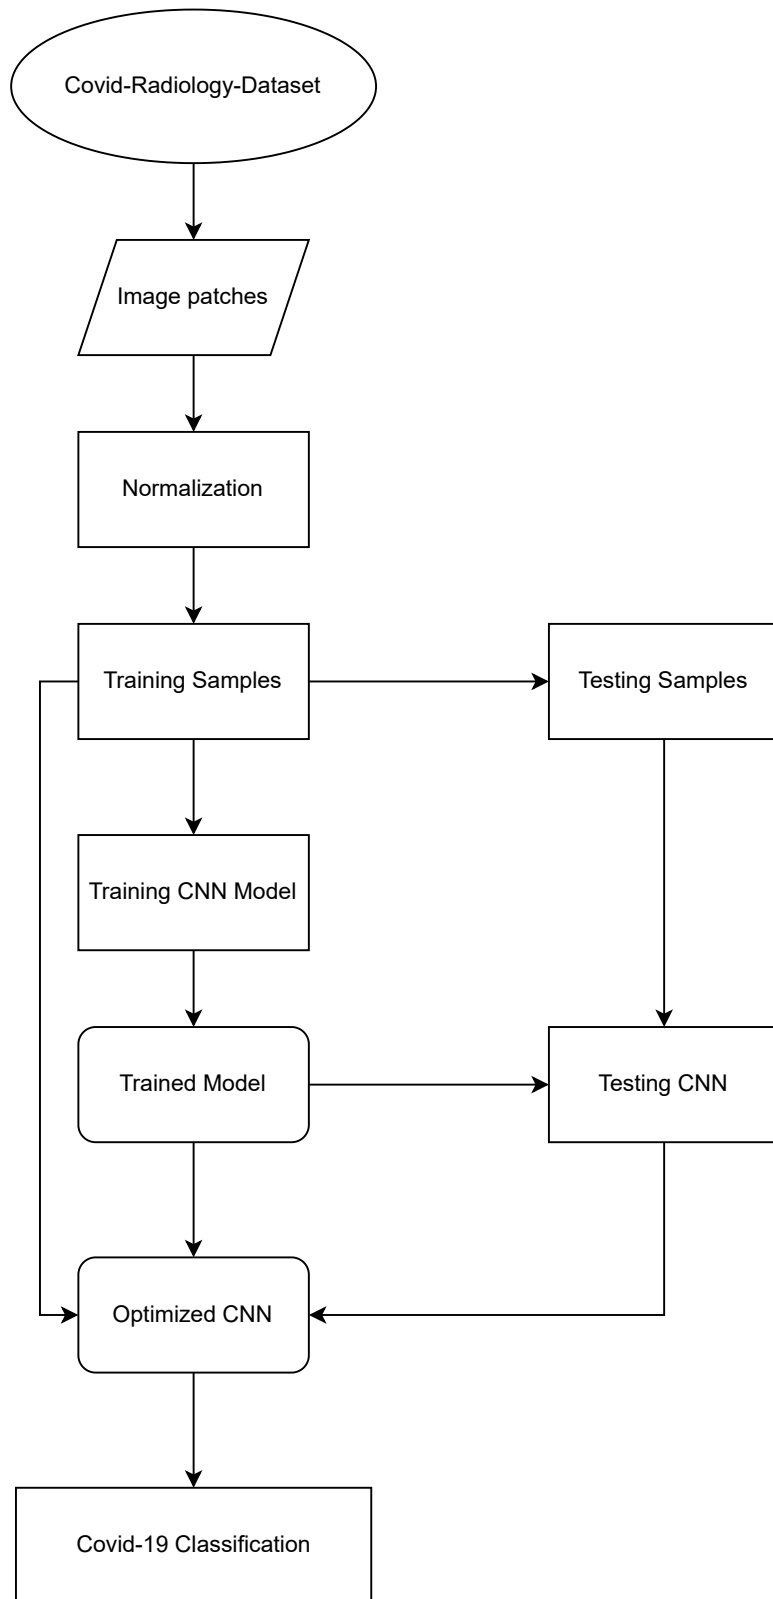 Covid-Radiology-Dataset
Image patches
Normalization
Training Samples
Testing Samples
Training CNN Model
Trained Model
Testing CNN
Optimized CNN
Covid-19 Classification